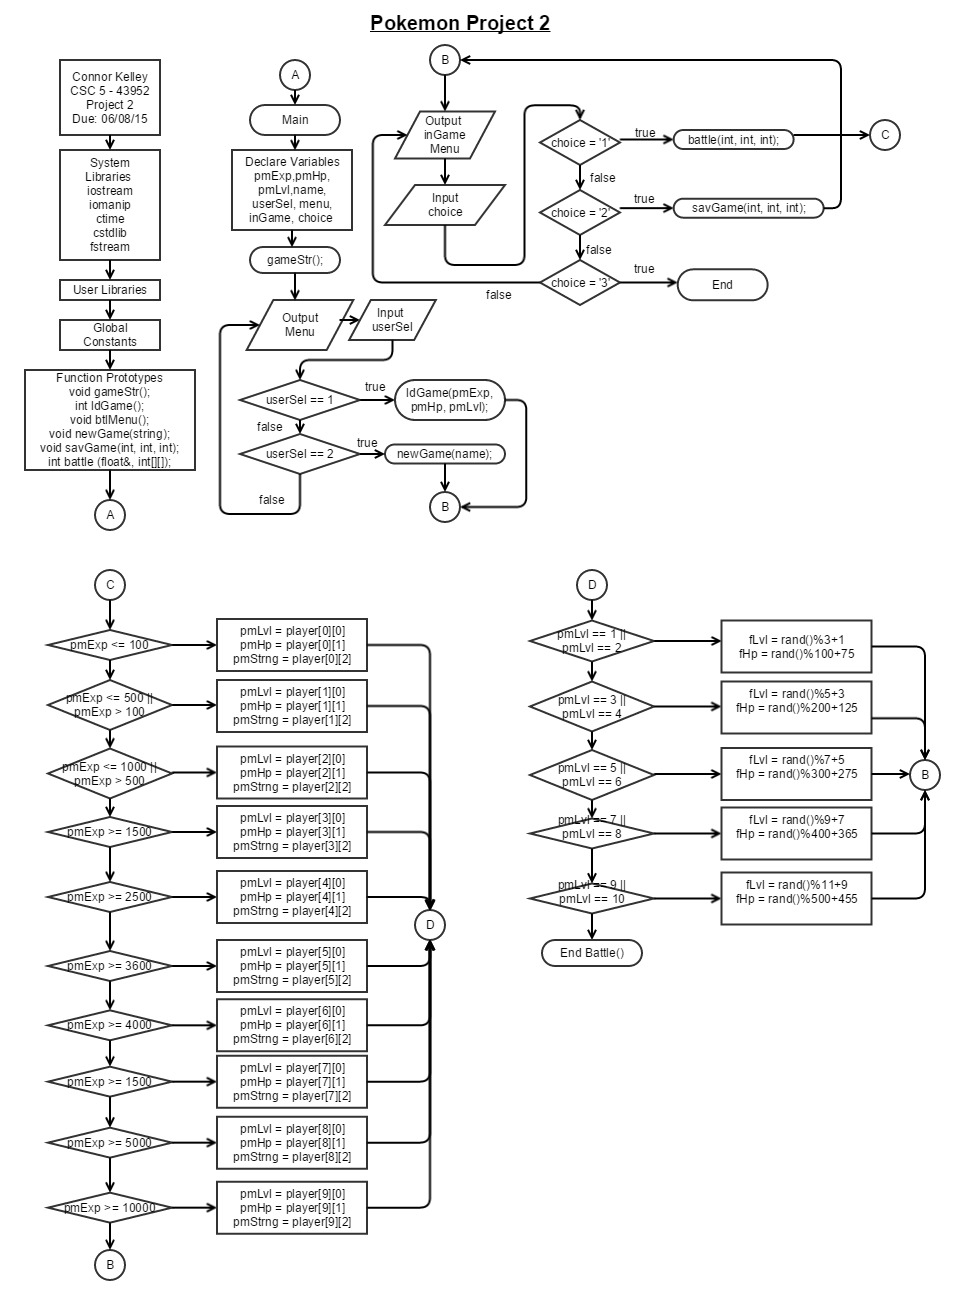 Pokemon Project 2
Connor Kelley
CSC 5 - 43952
Project 2
Due: 06/08/15
System
Libraries
iostream
iomanip
ctime
cstdlib
fstream
User Libraries
Global
Constants
Function Prototypes
void gameStr();
int ldGame();
void btlMenu();
void newGame(string);
void savGame(int, int, int);
int battle (float&, int[][]);
A
A
Main
Declare Variables
pmExp,pmHp,
pmLvl,name,
userSel, menu,
inGame, choice
gameStr();
Output
Menu
Input
userSel
userSel == 1
true
ldGame(pmExp,
pmHp, pmLvl);
false
userSel == 2
true
newGame(name);
false
B
B
Output
inGame
Menu
Input
choice
choice = '1'
true
battle(int, int, int);
C
false
choice = '2'
true
savGame(int, int, int);
false
choice = '3'
true
End
false
C
pmExp <= 100
pmLvl = player[0][0]
pmHp = player[0][1]
pmStrng = player[0][2]
pmExp <= 500 ||
pmExp > 100
pmLvl = player[1][0]
pmHp = player[1][1]
pmStrng = player[1][2]
pmExp <= 1000 ||
pmExp > 500
pmLvl = player[2][0]
pmHp = player[2][1]
pmStrng = player[2][2]
pmExp >= 1500
pmLvl = player[3][0]
pmHp = player[3][1]
pmStrng = player[3][2]
pmExp >= 2500
pmLvl = player[4][0]
pmHp = player[4][1]
pmStrng = player[4][2]
D
pmExp >= 3600
pmLvl = player[5][0]
pmHp = player[5][1]
pmStrng = player[5][2]
pmExp >= 4000
pmLvl = player[6][0]
pmHp = player[6][1]
pmStrng = player[6][2]
pmExp >= 1500
pmLvl = player[7][0]
pmHp = player[7][1]
pmStrng = player[7][2]
pmExp >= 5000
pmLvl = player[8][0]
pmHp = player[8][1]
pmStrng = player[8][2]
pmExp >= 10000
pmLvl = player[9][0]
pmHp = player[9][1]
pmStrng = player[9][2]
B
D
pmLvl == 1 ||
pmLvl == 2
fLvl = rand()%3+1
fHp = rand()%100+75
pmLvl == 3 ||
pmLvl == 4
fLvl = rand()%5+3
fHp = rand()%200+125
pmLvl == 5 ||
pmLvl == 6
fLvl = rand()%7+5
fHp = rand()%300+275
B
pmLvl == 7 ||
pmLvl == 8
fLvl = rand()%9+7
fHp = rand()%400+365
pmLvl == 9 ||
pmLvl == 10
fLvl = rand()%11+9
fHp = rand()%500+455
End Battle()